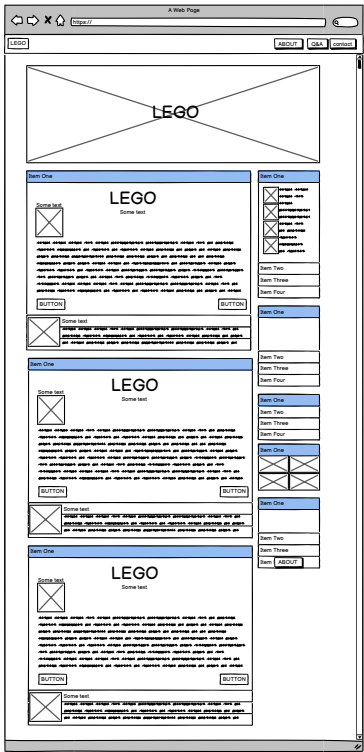 A Web Page
https://
LEGO
ABOUT
Q&A
contact
LEGO
Item One
LEGO
Some text
Some text
BUTTON
BUTTON
Some text
Item One
LEGO
Some text
Some text
BUTTON
BUTTON
Some text
Item One
LEGO
Some text
Some text
BUTTON
BUTTON
Some text
Item One
Item Two
Item Three
Item Four
Item One
Item Two
Item Three
Item Four
Item One
Item Two
Item Three
Item Four
Item One
Item One
Item Two
Item Three
Item
ABOUT